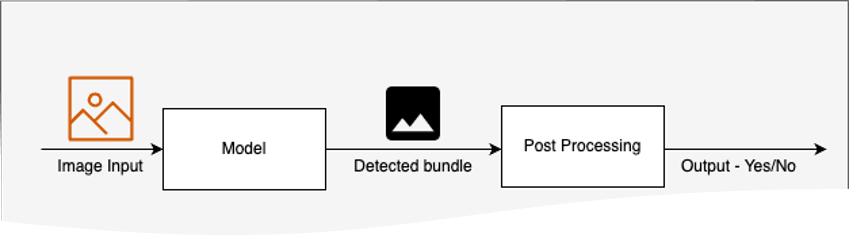 Model
Post Processing
Image Input
Detected bundle
Output - Yes/No